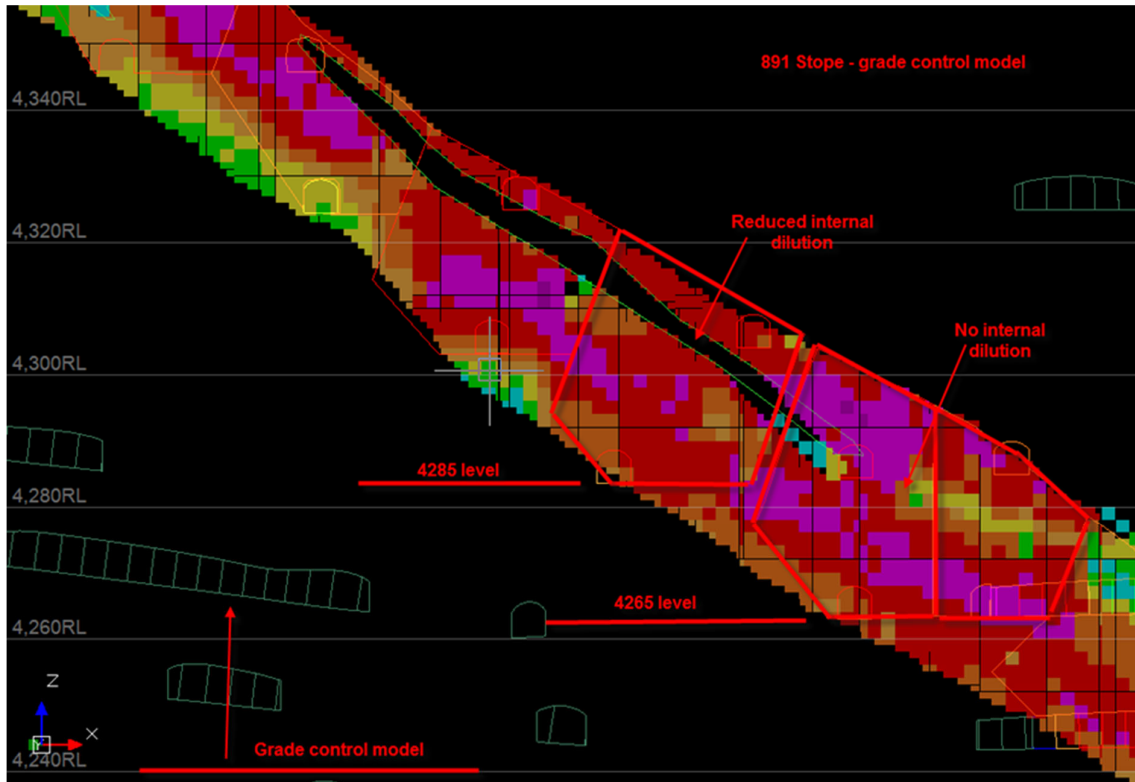 891 Stope - grade control model
4,340RL
4,320RL
Reduced internal
dilution
4,300RL
No internal
dilution
4285 level
4,280RL
4265 level
4,260RL
Z
X
Y
Grade control model
4,240RL